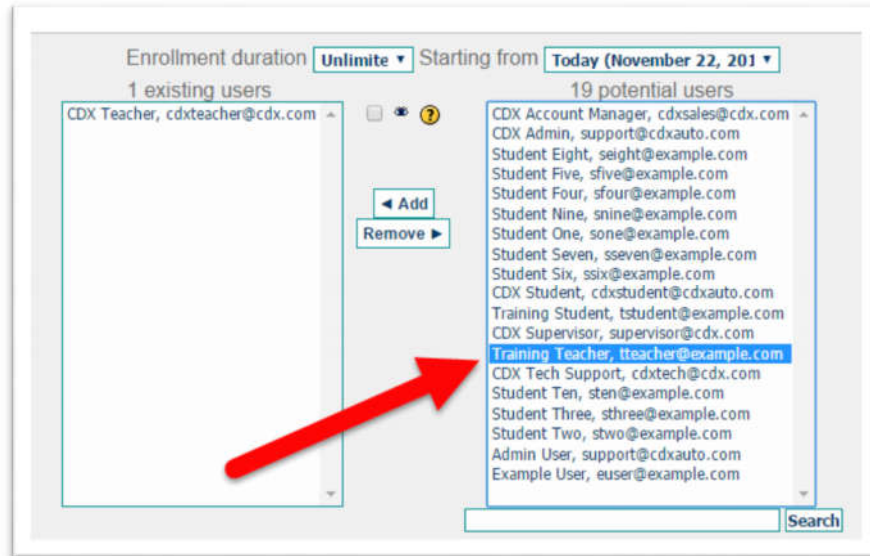 Enrollment duration Unlimite ▼ Starting from Today (November 22, 201 ▼
1 existing users
CDX Teacher, cdxteacher@cdx.com
?
◄ Add
Remove ►
19 potential users
CDX Account Manager, cdxsales@cdx.com
CDX Admin, support@cdxauto.com
Student Eight, seight@example.com
Student Five, sfive@example.com
Student Four, sfour@example.com
Student Nine, snine@example.com
Student One, sone@example.com
Student Seven, sseven@example.com
Student Six, ssix@example.com
CDX Student, cdxstudent@cdxauto.com
Training Student, tstudent@example.com
CDX Supervisor, supervisor@cdx.com
Training Teacher, tteacher@example.com
CDX Tech Support, cdxtech@cdx.com
Student Ten, sten@example.com
Student Three, sthree@example.com
Student Two, stwo@example.com
Admin User, support@cdxauto.com
Example User, euser@example.com
Search